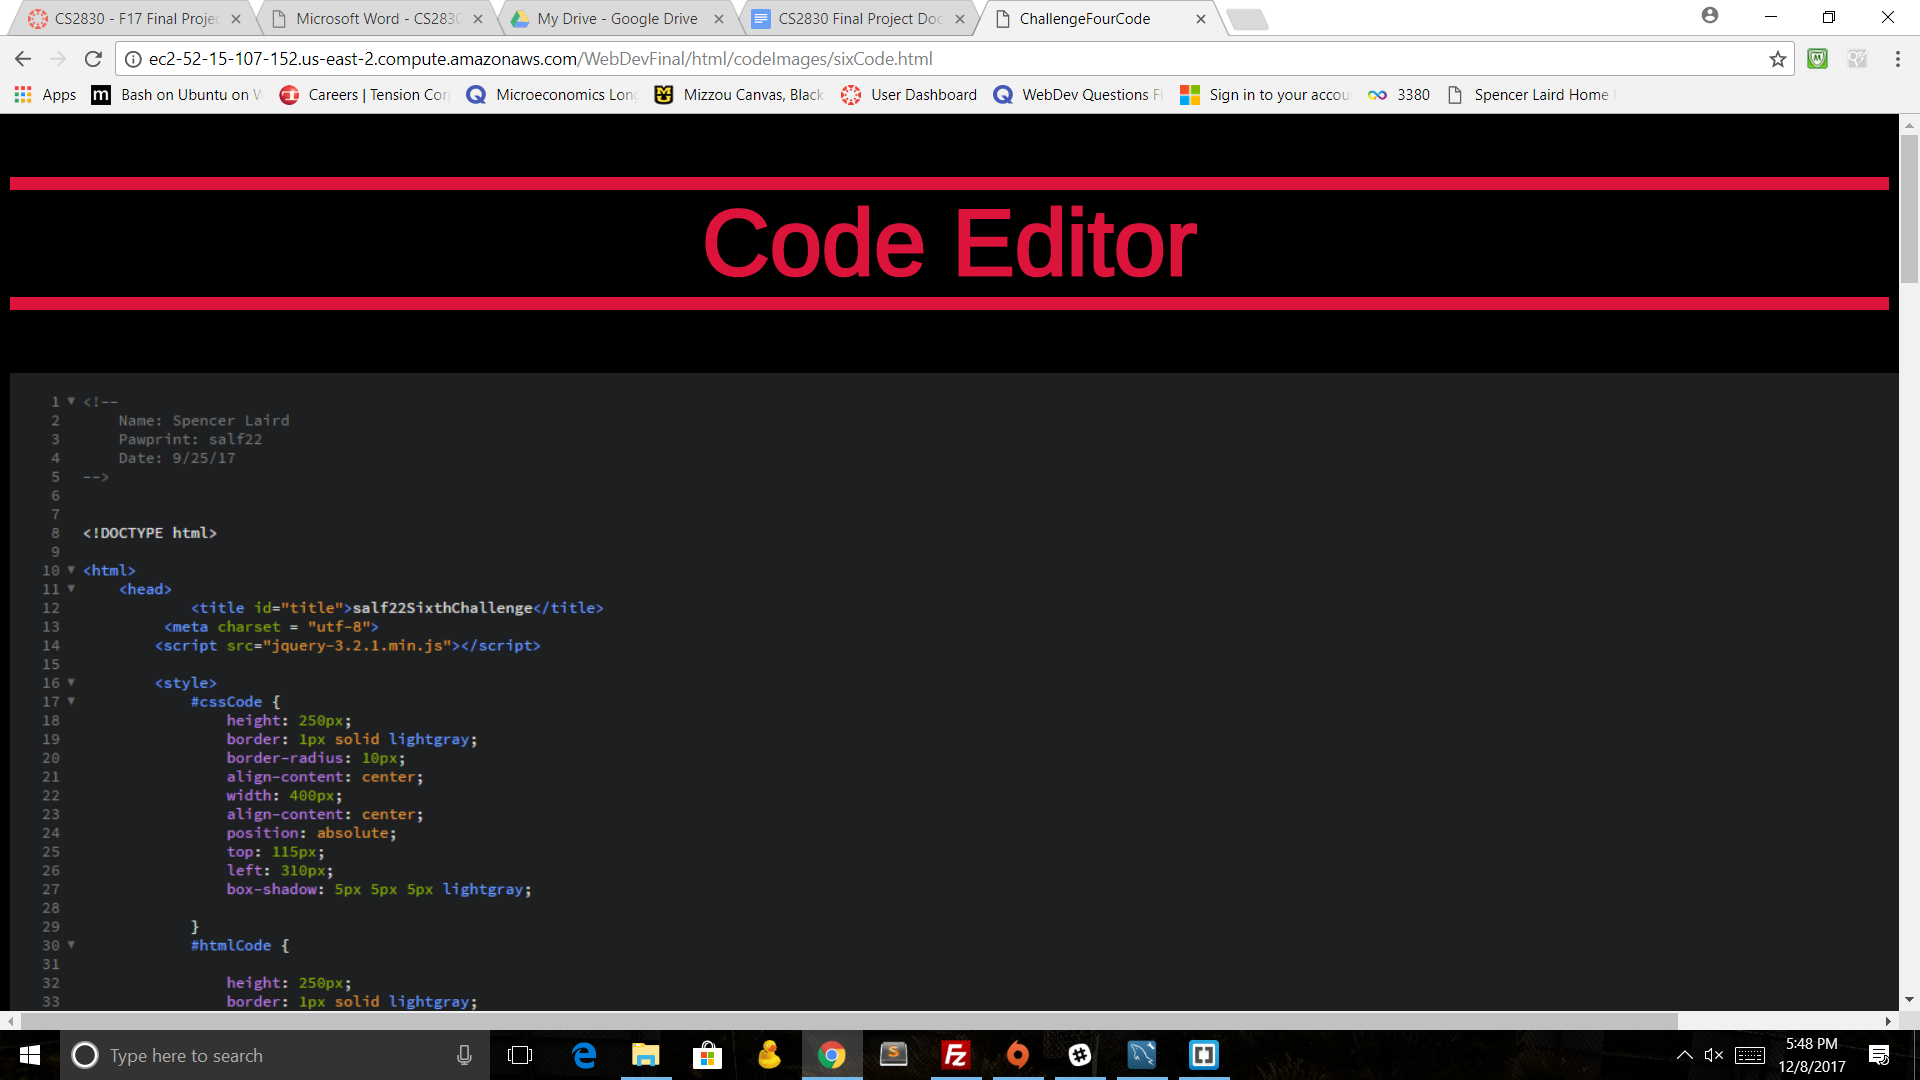 CS2830 - F17 Final Projec
Microsoft Word - CS2830
My Drive - Google Drive
CS2830 Final Project Doc
ChallengeFourCode
ec2-52-15-107-152.us-east-2.compute.amazonaws.com/WebDevFinal/html/codeImages/sixCode.html
Apps
Bash on Ubuntu on W
Careers | Tension Cor
Microeconomics Long
Mizzou Canvas, Black
User Dashboard
WebDev Questions Fl
Sign in to your accou
3380
Spencer Laird Home
Code Editor
1 <!--
2 Name: Spencer Laird
3 Pawprint: salf22
4 Date: 9/25/17
5 -->
6
7
8 <!DOCTYPE html>
9
10 <html>
11 <head>
12 <title id="title">salf22SixthChallenge</title>
13 <meta charset = "utf-8">
14 <script src="jquery-3.2.1.min.js"></script>
15
16 <style>
17 #cssCode {
18 height: 250px;
19 border: 1px solid lightgray;
20 border-radius: 10px;
21 align-content: center;
22 width: 400px;
23 align-content: center;
24 position: absolute;
25 top: 115px;
26 left: 310px;
27 box-shadow: 5px 5px 5px lightgray;
28
29 }
30 #htmlCode {
31
32 height: 250px;
33 border: 1px solid lightgray;
Type here to search
5:48 PM
12/8/2017